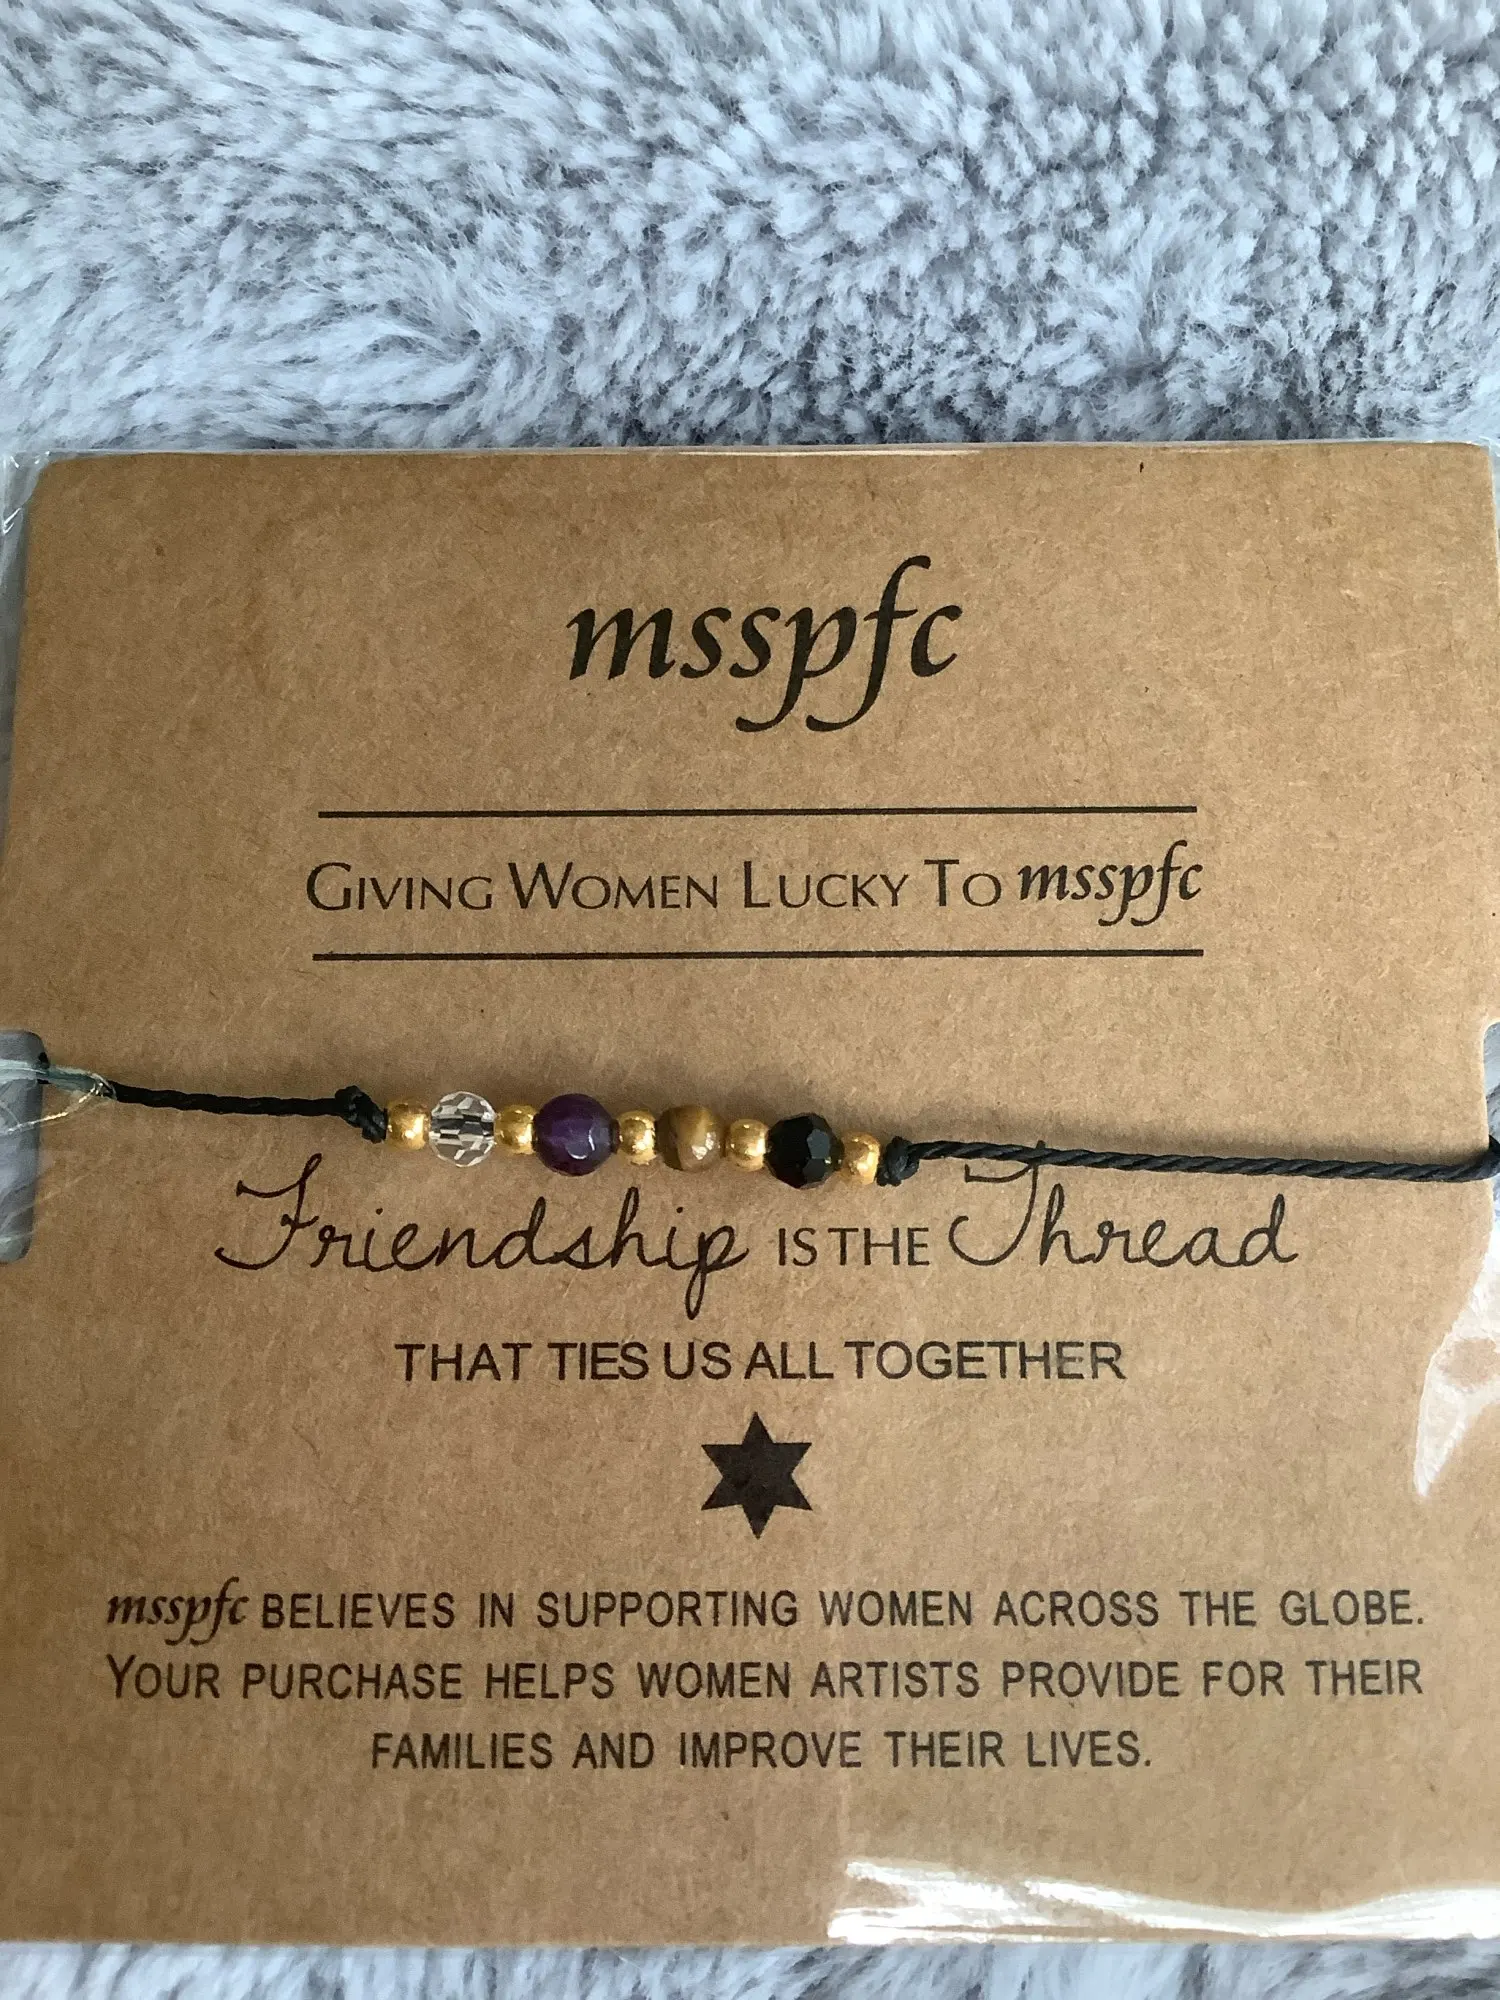 msspfc
GIVING WOMEN LUCKY TO msspfc
Friendship IS THE Thread
THAT TIES US ALL TOGETHER
msspfc BELIEVES IN SUPPORTING WOMEN ACROSS THE GLOBE.
YOUR PURCHASE HELPS WOMEN ARTISTS PROVIDE FOR THEIR
FAMILIES AND IMPROVE THEIR LIVES.